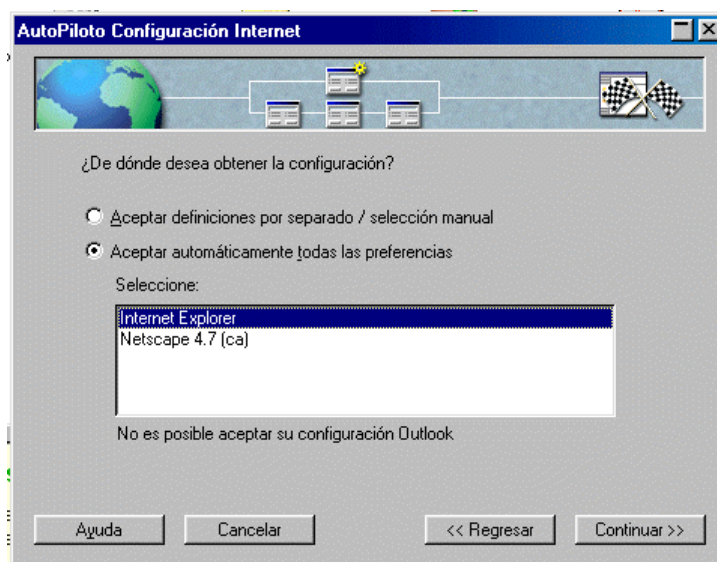 AutoPiloto Configuración Internet
¿De dónde desea obtener la configuración?
Aceptar definiciones por separado / selección manual
Aceptar automáticamente todas las preferencias
Seleccione:
Internet Explorer
Netscape 4.7 (ca)
No es posible aceptar su configuración Outlook
Ayuda
Cancelar
<< Regresar
Continuar >>